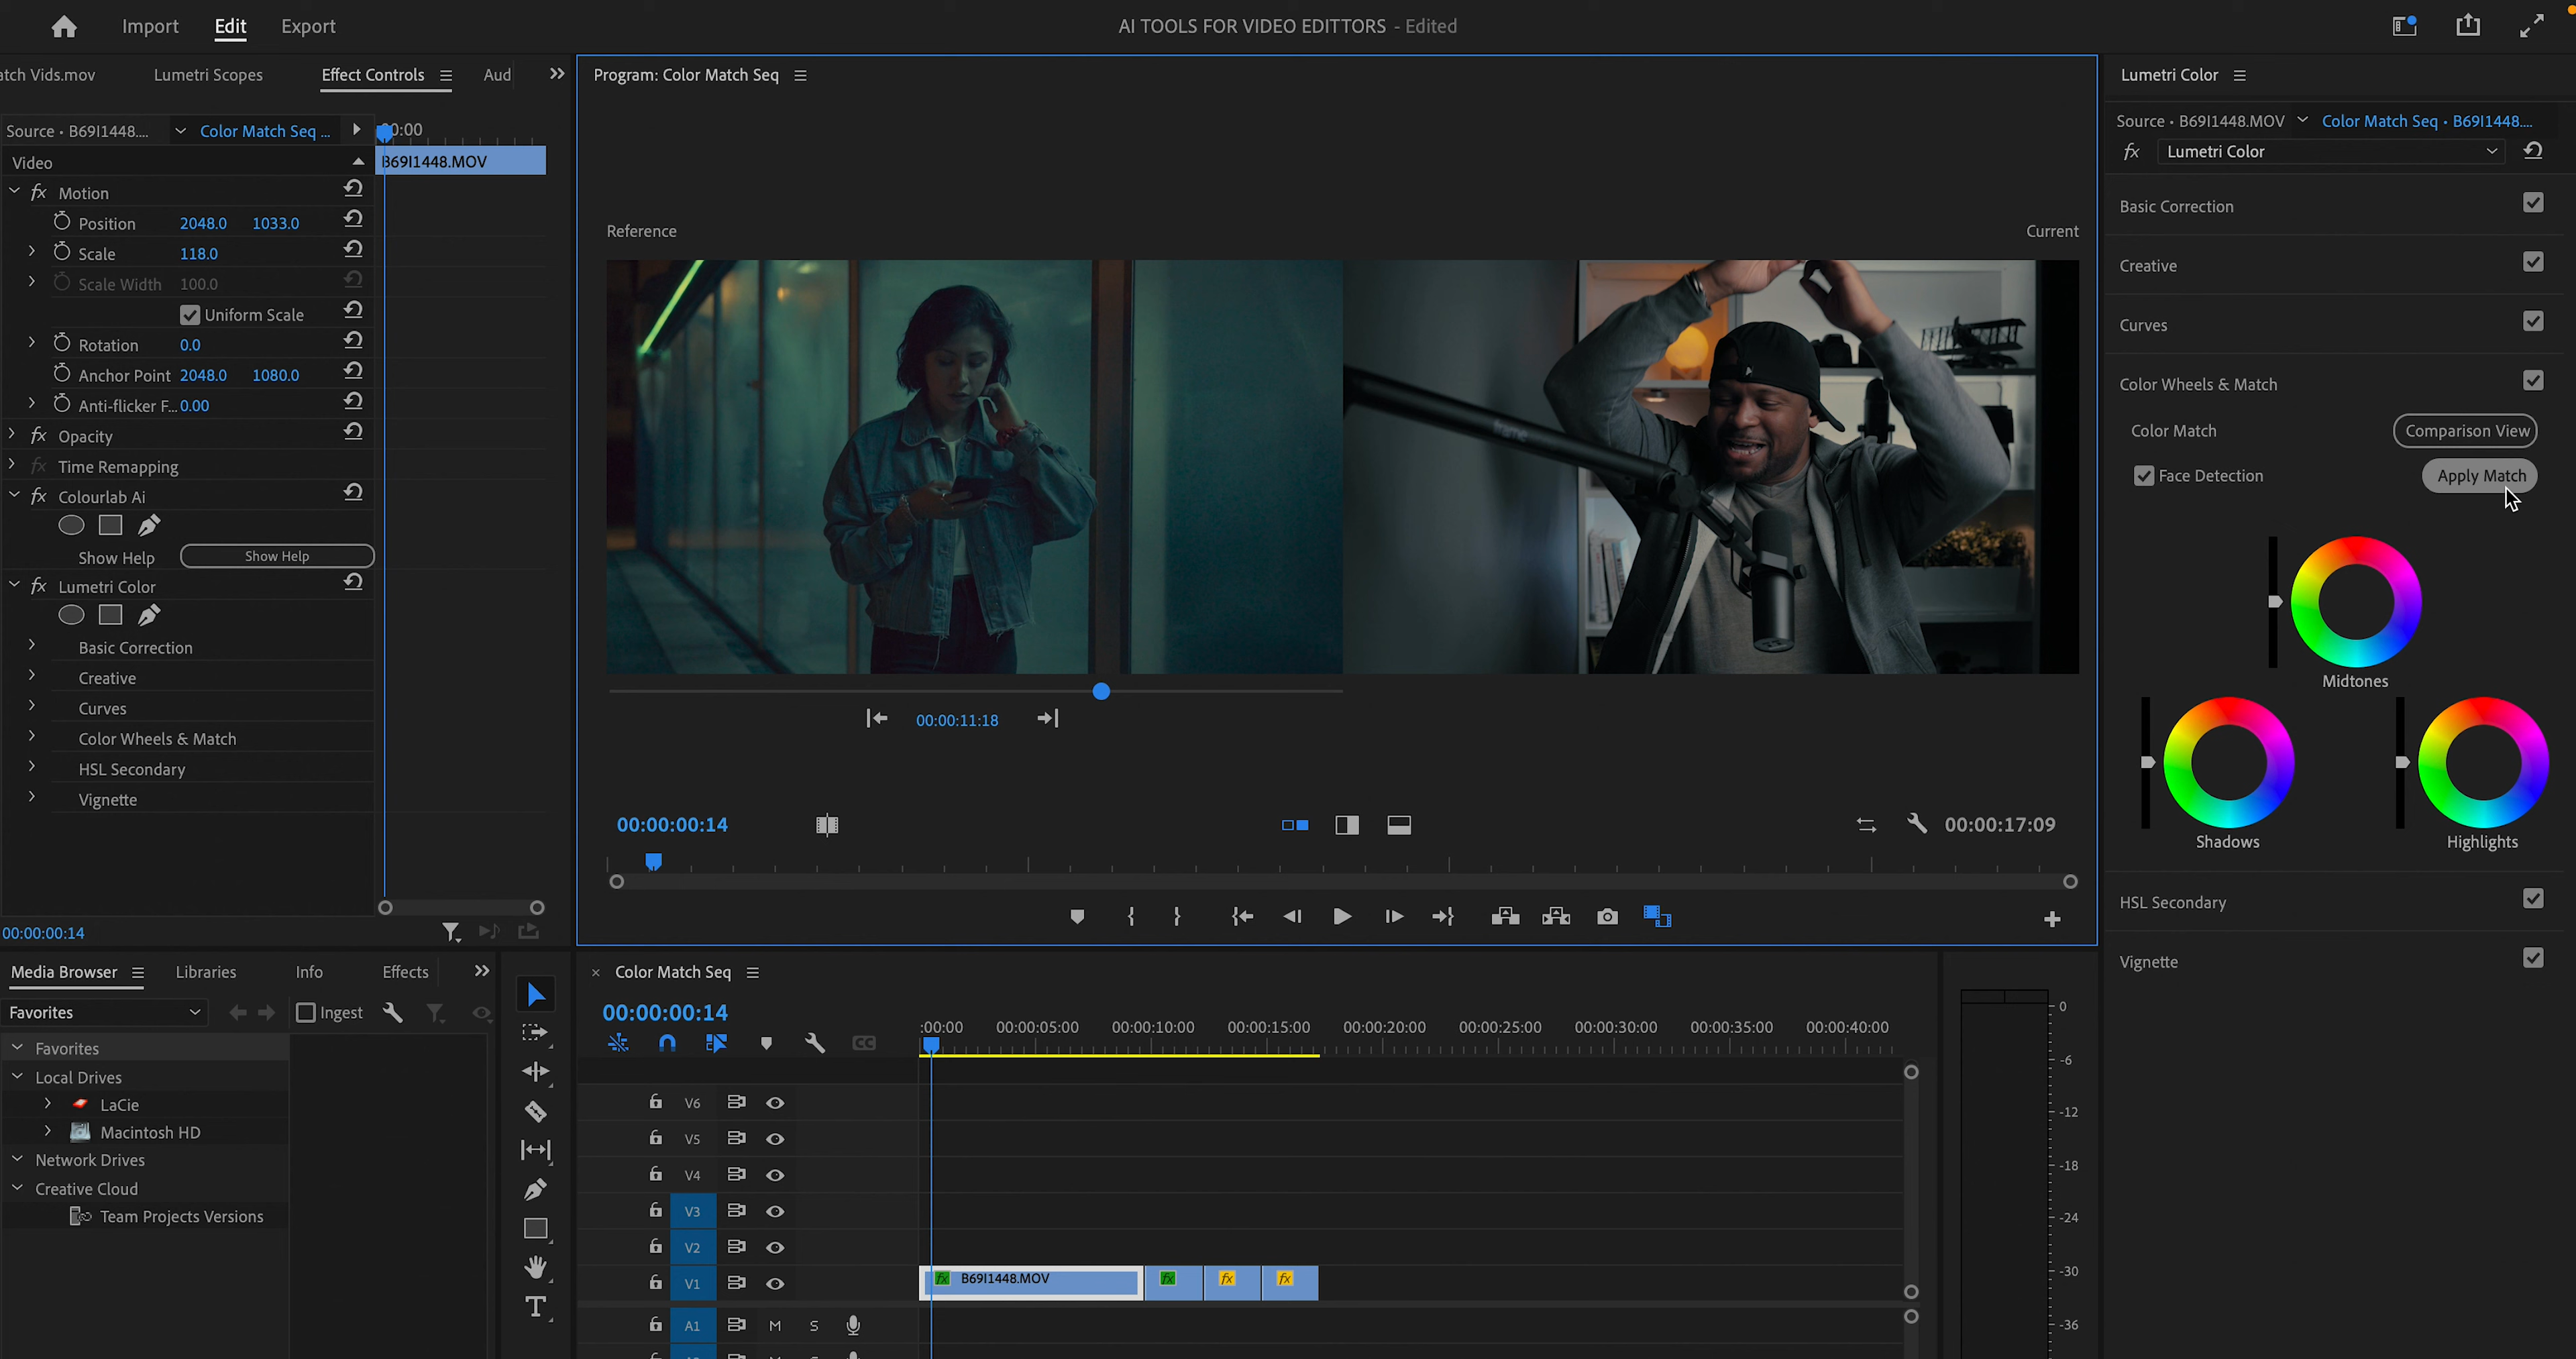 Import Edit Export
AI TOOLS FOR VIDEO EDITTORS - Edited
atch Vids.mov Lumetri Scopes Effect Controls Aud
Source • B69I1448.... Color Match Seq ...
:00:00
Video
B69I1448.MOV
fx Motion
Position 2048.0 1033.0
Scale 118.0
Scale Width 100.0
Uniform Scale
Rotation 0.0
Anchor Point 2048.0 1080.0
Anti-flicker F... 0.00
fx Opacity
fx Time Remapping
fx Colourlab Ai
Show Help Show Help
fx Lumetri Color
Basic Correction
Creative
Curves
Color Wheels & Match
HSL Secondary
Vignette
00:00:00:14
Program: Color Match Seq
Reference Current
00:00:11:18
00:00:00:14
00:00:17:09
Lumetri Color
Source • B69I1448.MOV Color Match Seq • B69I1448....
fx Lumetri Color
Basic Correction
Creative
Curves
Color Wheels & Match
Color Match Comparison View
Face Detection Apply Match
Midtones
Shadows Highlights
HSL Secondary
Vignette
Media Browser Libraries Info Effects
Favorites Ingest
Favorites
Local Drives
LaCie
Macintosh HD
Network Drives
Creative Cloud
Team Projects Versions
T
× Color Match Seq
00:00:00:14
CC
:00:00 00:00:05:00 00:00:10:00 00:00:15:00 00:00:20:00 00:00:25:00 00:00:30:00 00:00:35:00 00:00:40:00
V6
V5
V4
V3
V2
V1 fx B69I1448.MOV fx fx fx
A1 M S
0
-6
-12
-18
-24
-30
-36